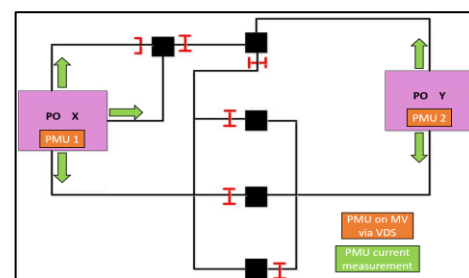 PO X
PMU 1
PO Y
PMU 2
PMU on MV
via VDS
PMU current
measurement